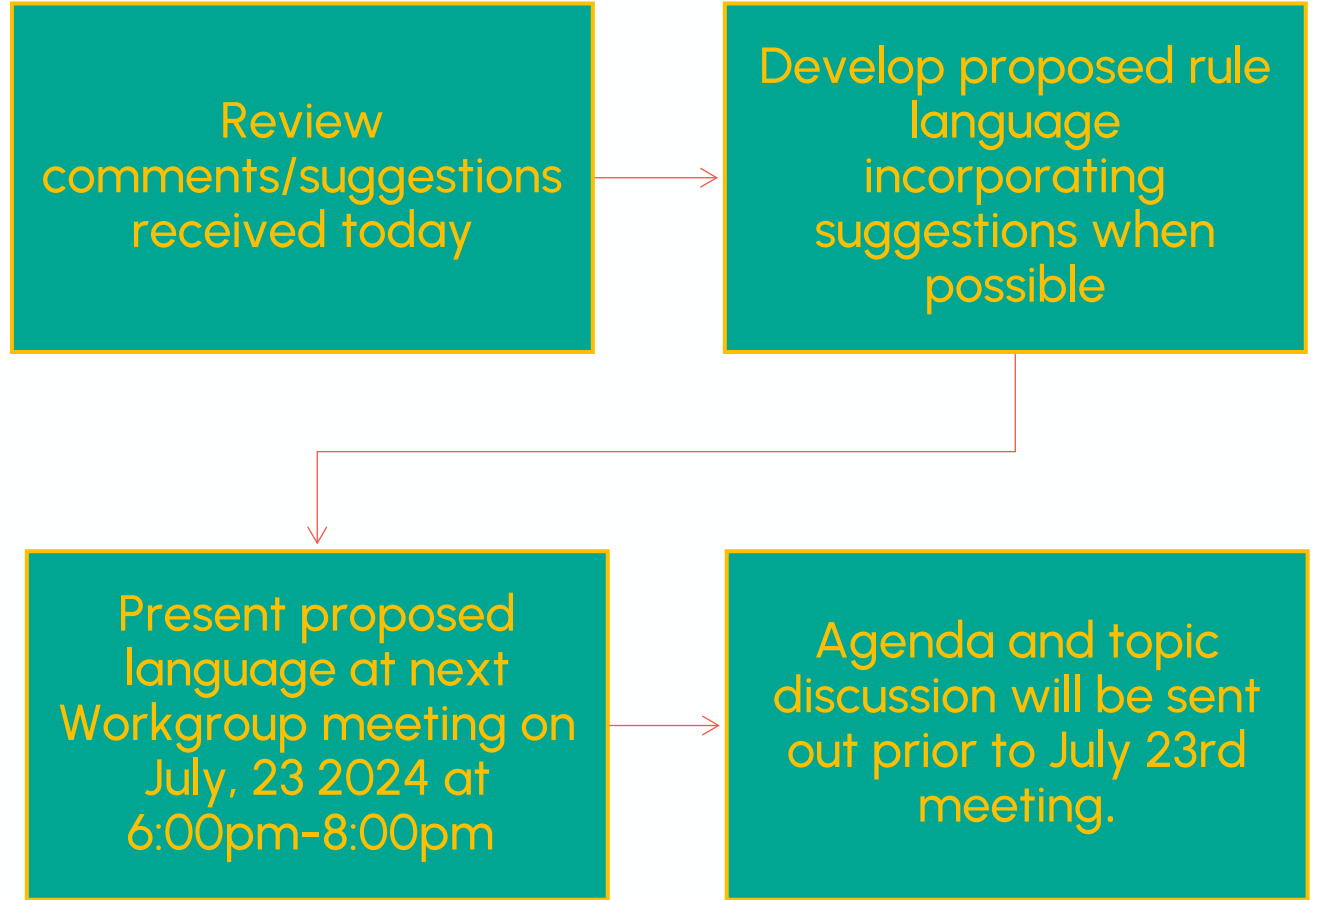 Review
comments/suggestions
received today
Develop proposed rule
language
incorporating
suggestions when
possible
Present proposed
language at next
Workgroup meeting on
July, 23 2024 at
6:00pm-8:00pm
Agenda and topic
discussion will be sent
out prior to July 23rd
meeting.